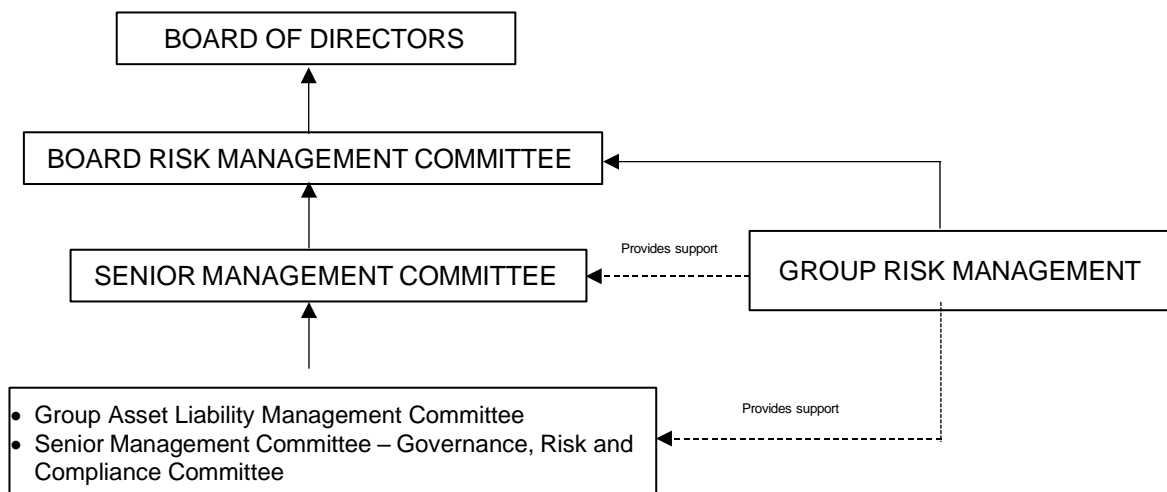 BOARD OF DIRECTORS
BOARD RISK MANAGEMENT COMMITTEE
Provides support
SENIOR MANAGEMENT COMMITTEE
GROUP RISK MANAGEMENT
• Group Asset Liability Management Committee
• Senior Management Committee – Governance, Risk and
Compliance Committee
Provides support